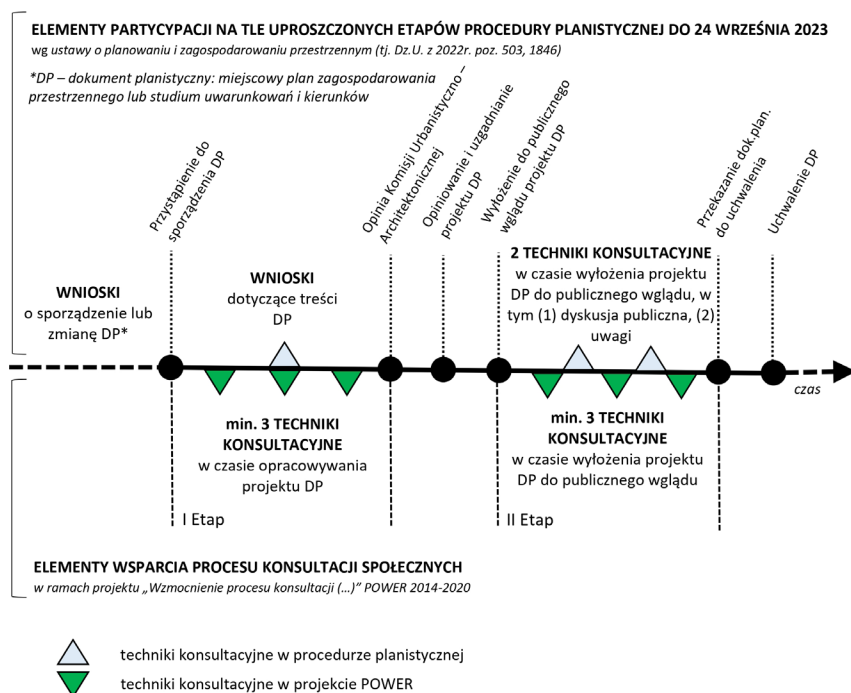 ELEMENTY PARTYCYPACJI NA TLE UPROSZCZONYCH ETAPÓW PROCEDURY PLANISTYCZNEJ DO 24 WRZEŚNIA 2023
wg ustawy o planowaniu i zagospodarowaniu przestrzennym (tj. Dz.U. z 2022r. poz. 503, 1846)
*DP – dokument planistyczny: miejscowy plan zagospodarowania
przestrzennego lub studium uwarunkowań i kierunków
Przystąpienie do
sporządzenia DP
Opinia Komisji Urbanistyczno –
Architektonicznej
Opiniowanie i uzgadnianie
projektu DP
Wyłożenie do publicznego
wglądu projektu DP
Przekazanie dok.plan.
do uchwalenia
Uchwalenie DP
WNIOSKI
o sporządzenie lub
zmianę DP*
WNIOSKI
dotyczące treści
DP
2 TECHNIKI KONSULTACYJNE
w czasie wyłożenia projektu
DP do publicznego wglądu, w
tym (1) dyskusja publiczna, (2)
uwagi
czas
min. 3 TECHNIKI
KONSULTACYJNE
w czasie opracowywania
projektu DP
min. 3 TECHNIKI
KONSULTACYJNE
w czasie wyłożenia projektu
DP do publicznego wglądu
I Etap
II Etap
ELEMENTY WSPARCIA PROCESU KONSULTACJI SPOŁECZNYCH
w ramach projektu „Wzmocnienie procesu konsultacji (...)” POWER 2014-2020
techniki konsultacyjne w procedurze planistycznej
techniki konsultacyjne w projekcie POWER